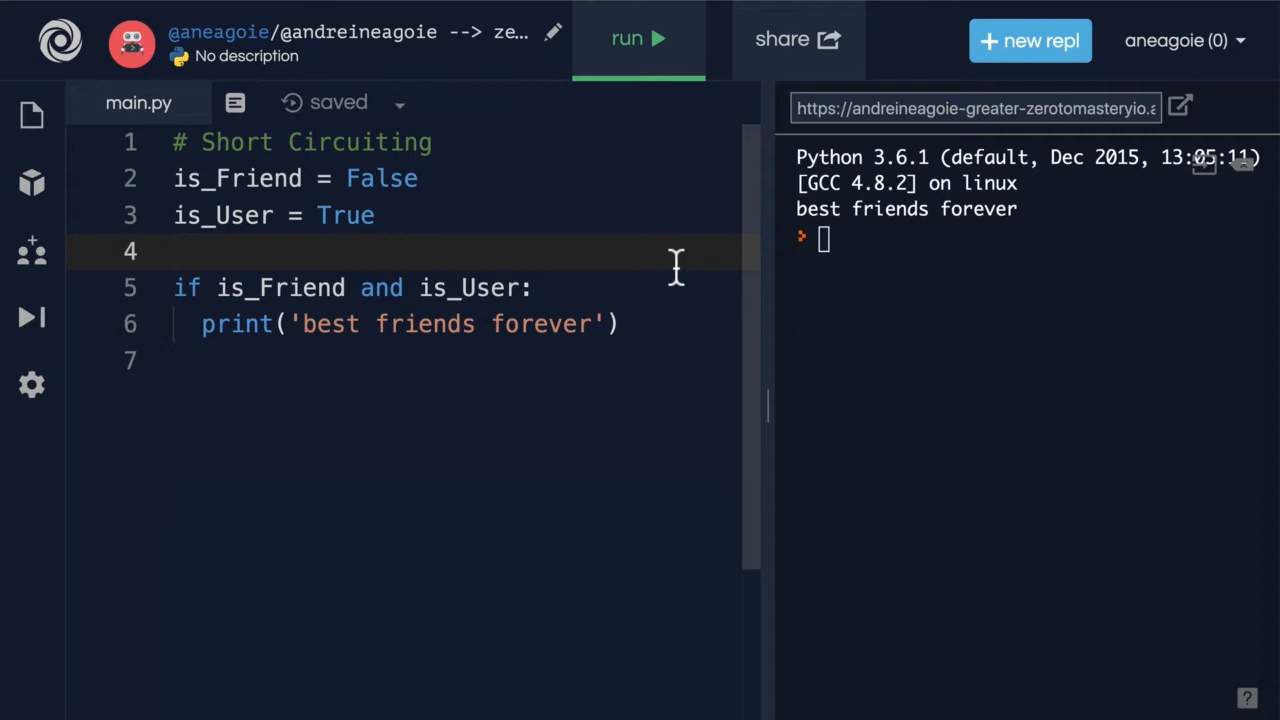 @aneagoie/@andreineagoie --> ze...
No description
run
share
+ new repl
aneagoie (0)
main.py
saved
https://andreineagoie-greater-zerotomasteryio.a
1 # Short Circuiting
2 is_Friend = False
3 is_User = True
4
5 if is_Friend and is_User:
6 print('best friends forever')
7
Python 3.6.1 (default, Dec 2015, 13:05:11)
[GCC 4.8.2] on linux
best friends forever
?